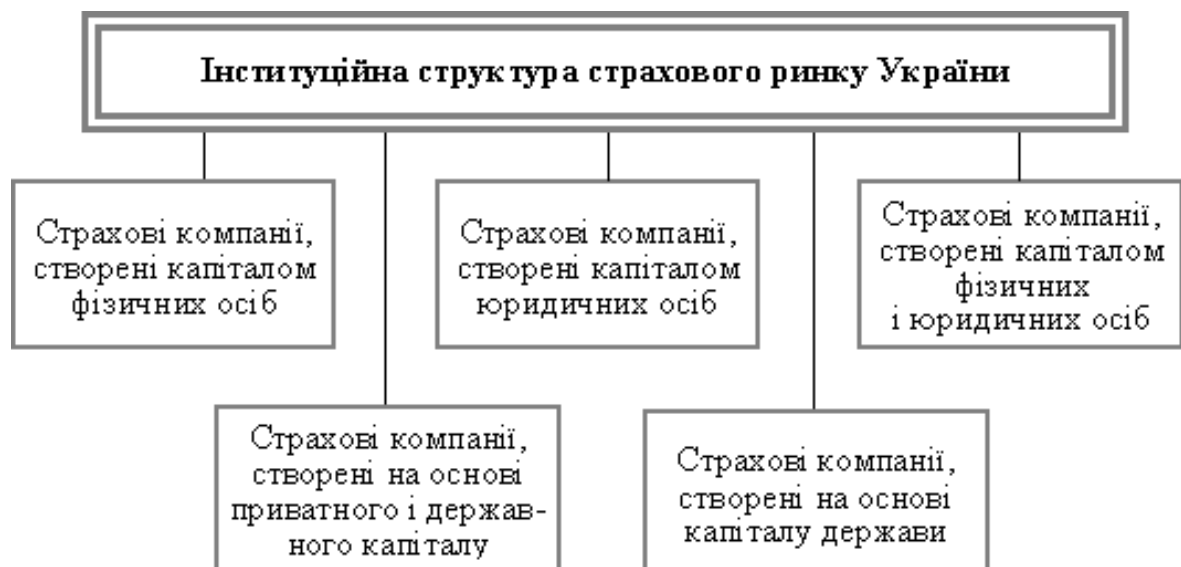 Інституційна структура страхового ринку України
Страхові компанії,
створені капіталом
фізичних осіб
Страхові компанії,
створені капіталом
юридичних осіб
Страхові компанії,
створені капіталом
фізичних
і юридичних осіб
Страхові компанії,
створені на основі
приватного і держав-
ного капіталу
Страхові компанії,
створені на основі
капіталу держави